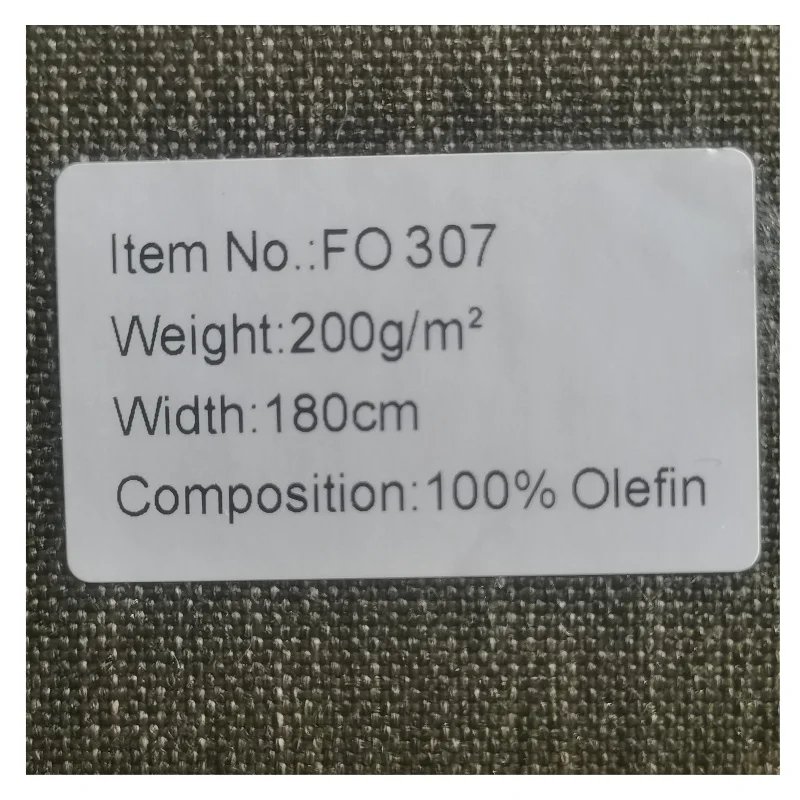 Item No.:FO 307
Weight:200g/m²
Width:180cm
Composition:100% Olefin